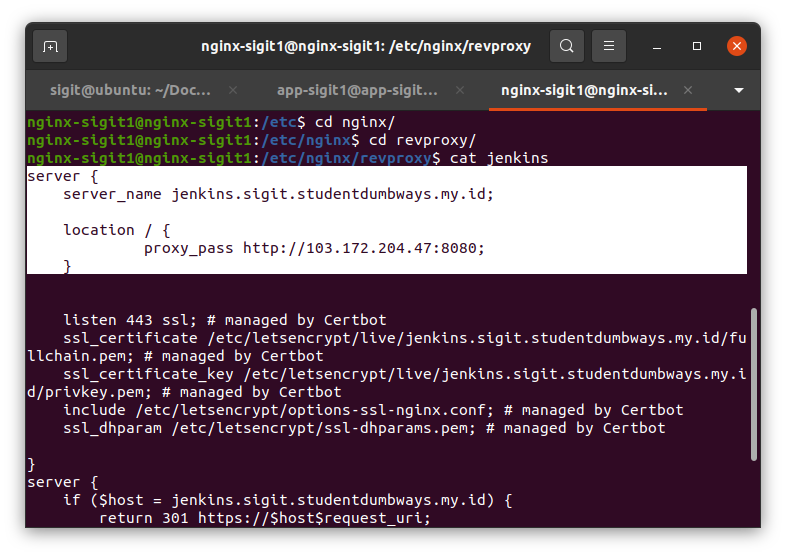 nginx-sigit1@nginx-sigit1: /etc/nginx/revproxy
sigit@ubuntu: ~/Doc...
app-sigit1@app-sigit...
nginx-sigit1@nginx-si...
nginx-sigit1@nginx-sigit1:/etc$ cd nginx/
nginx-sigit1@nginx-sigit1:/etc/nginx$ cd revproxy/
nginx-sigit1@nginx-sigit1:/etc/nginx/revproxy$ cat jenkins
server {
    server_name jenkins.sigit.studentdumbways.my.id;
    location / {
             proxy_pass http://103.172.204.47:8080;
    }
    listen 443 ssl; # managed by Certbot
    ssl_certificate /etc/letsencrypt/live/jenkins.sigit.studentdumbways.my.id/fu
llchain.pem; # managed by Certbot
    ssl_certificate_key /etc/letsencrypt/live/jenkins.sigit.studentdumbways.my.i
d/privkey.pem; # managed by Certbot
    include /etc/letsencrypt/options-ssl-nginx.conf; # managed by Certbot
    ssl_dhparam /etc/letsencrypt/ssl-dhparams.pem; # managed by Certbot
}
server {
    if ($host = jenkins.sigit.studentdumbways.my.id) {
        return 301 https://$host$request_uri;